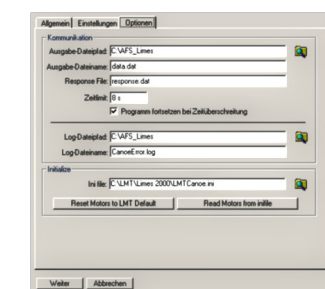 Allgemein Einstellungen Optionen
Kommunikation
Ausgabe-Dateipfad: C:\AFS_Limes
Ausgabe-Dateiname: data.dat
Response File: response.dat
Zeitlimit: 8 s
Programm fortsetzen bei Zeitüberschreitung
Log-Dateipfad: C:\AFS_Limes
Log-Dateiname: CanoeError.log
Initialize
Ini file: C:\LMT\Limes 2000\LMTCanoe.ini
Reset Motors to LMT Default Read Motors from inifile
Weiter Abbrechen